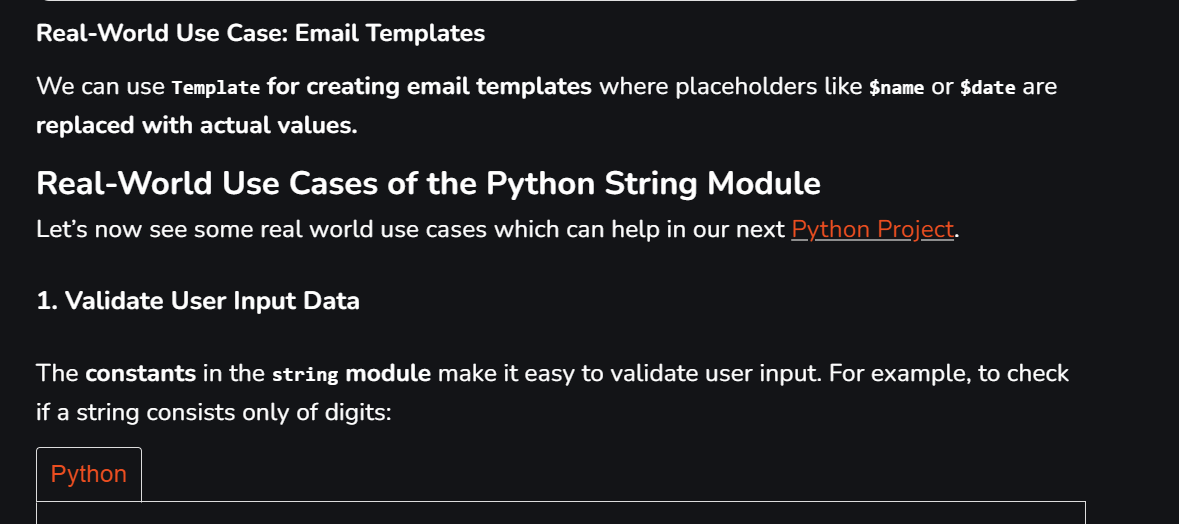 Real-World Use Case: Email Templates
We can use Template for creating email templates where placeholders like $name or $date are
replaced with actual values.
Real-World Use Cases of the Python String Module
Let’s now see some real world use cases which can help in our next Python Project.
1. Validate User Input Data
The constants in the string module make it easy to validate user input. For example, to check
if a string consists only of digits:
Python